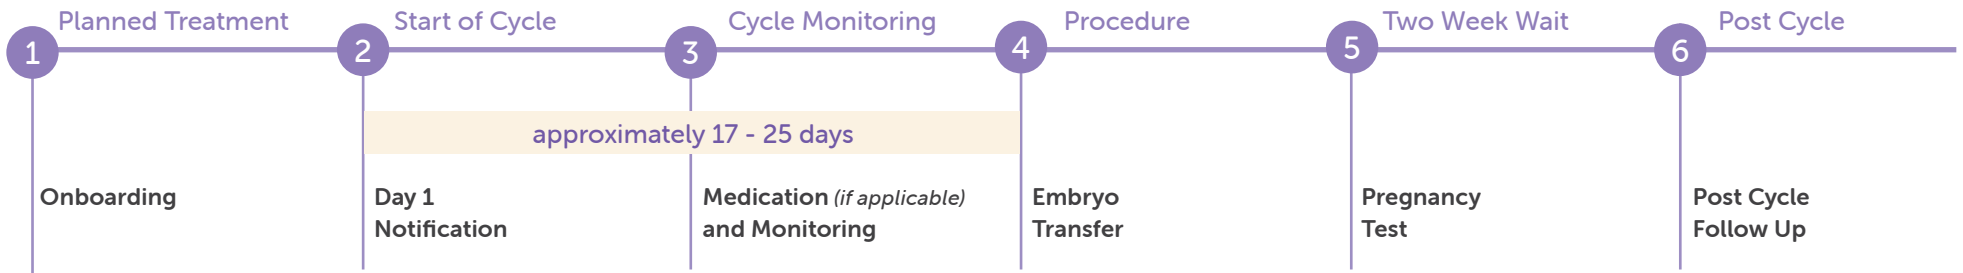 Planned Treatment
Start of Cycle
Cycle Monitoring
Procedure
Two Week Wait
Post Cycle
1
2
3
4
5
6
approximately 17 - 25 days
Onboarding
Day 1
Notification
Medication (if applicable)
and Monitoring
Embryo
Transfer
Pregnancy
Test
Post Cycle
Follow Up